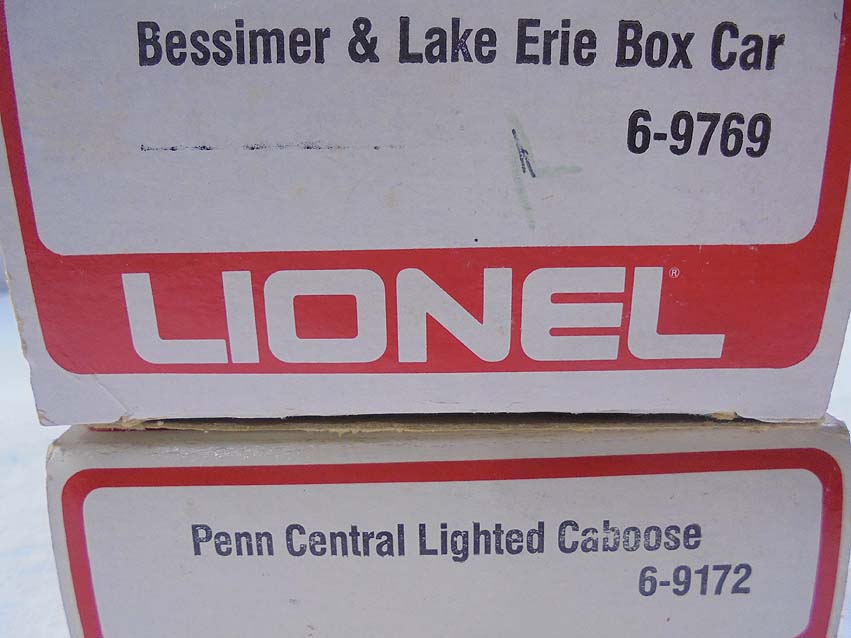 Bessimer & Lake Erie Box Car
6-9769
LIONEL®
Penn Central Lighted Caboose
6-9172